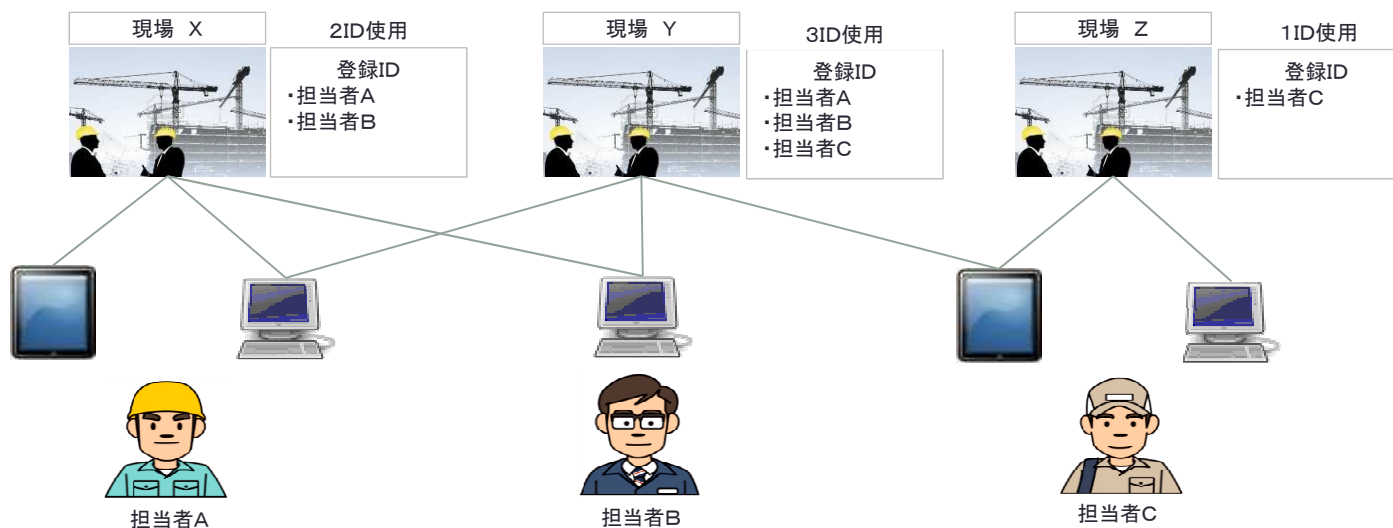 現場　X
2ID使用
登録ID
・担当者A
・担当者B
現場　Y
3ID使用
登録ID
・担当者A
・担当者B
・担当者C
現場　Z
1ID使用
登録ID
・担当者C
担当者A
担当者B
担当者C